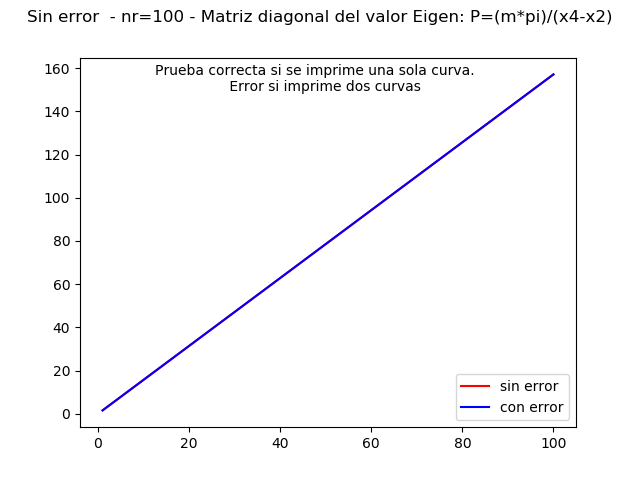 Sin error  - nr=100 - Matriz diagonal del valor Eigen: P=(m*pi)/(x4-x2)
Prueba correcta si se imprime una sola curva.
Error si imprime dos curvas
160
140
120
100
80
60
40
20
0
sin error
con error
0 20 40 60 80 100